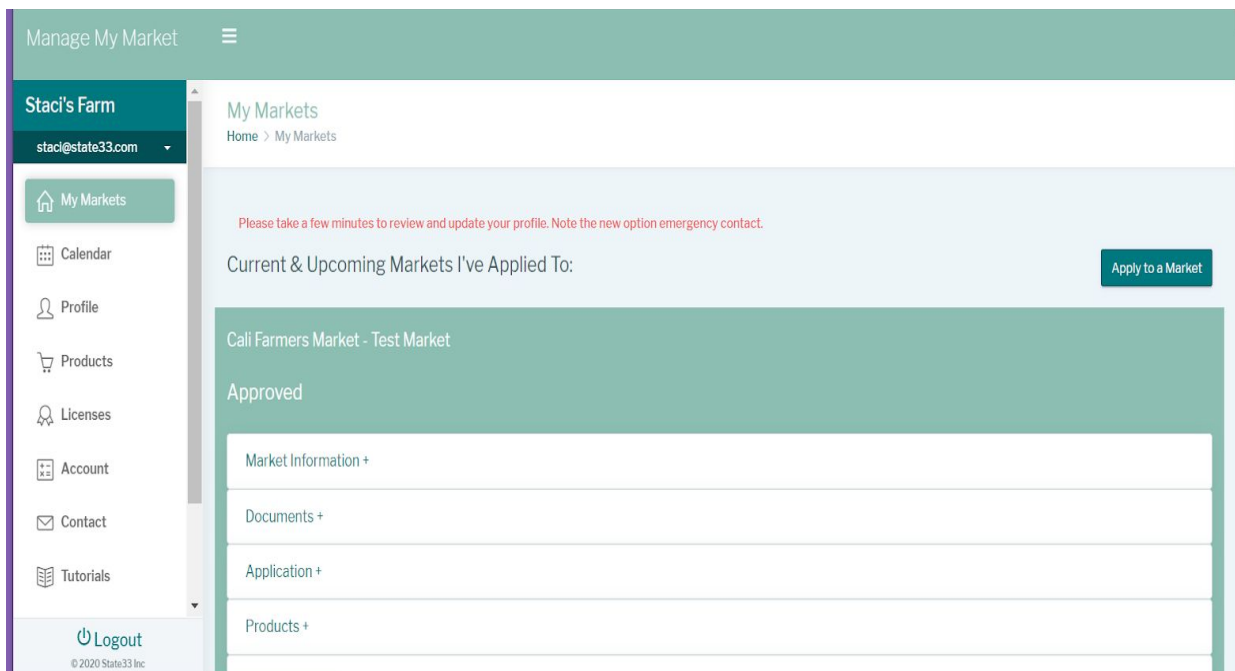 Manage My Market
Staci's Farm
staci@state33.com
My Markets
Calendar
Profile
Products
Licenses
Account
Contact
Tutorials
Logout
© 2020 State33 Inc
My Markets
Home > My Markets
Please take a few minutes to review and update your profile. Note the new option emergency contact.
Current & Upcoming Markets I've Applied To:
Apply to a Market
Cali Farmers Market - Test Market
Approved
Market Information +
Documents +
Application +
Products +